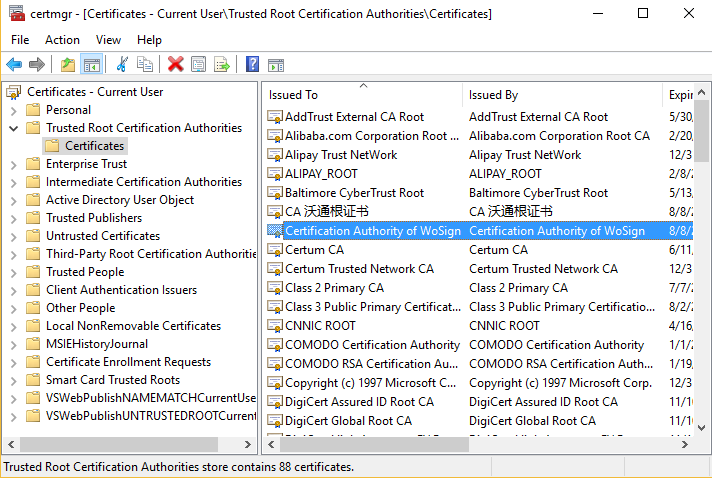 certmgr - [Certificates - Current User\Trusted Root Certification Authorities\Certificates]
File Action View Help
Certificates - Current User
Personal
Trusted Root Certification Authorities
Certificates
Enterprise Trust
Intermediate Certification Authorities
Active Directory User Object
Trusted Publishers
Untrusted Certificates
Third-Party Root Certification Authoritie
Trusted People
Client Authentication Issuers
Other People
Local NonRemovable Certificates
MSIEHistoryJournal
Certificate Enrollment Requests
Smart Card Trusted Roots
VSWebPublishNAMEMATCHCurrentUse
VSWebPublishUNTRUSTEDROOTCurrent
Issued To Issued By Expir
AddTrust External CA Root AddTrust External CA Root 5/30,
Alibaba.com Corporation Root ... Alibaba.com Corporation Root CA 2/20,
Alipay Trust NetWork Alipay Trust NetWork 12/3
ALIPAY_ROOT ALIPAY_ROOT 2/8/2
Baltimore CyberTrust Root Baltimore CyberTrust Root 5/13,
CA 沃通根证书 CA 沃通根证书 8/8/2
Certification Authority of WoSign Certification Authority of WoSign 8/8/2
Certum CA Certum CA 6/11,
Certum Trusted Network CA Certum Trusted Network CA 12/3
Class 2 Primary CA Class 2 Primary CA 7/7/2
Class 3 Public Primary Certificat... Class 3 Public Primary Certificatio... 8/2/2
CNNIC ROOT CNNIC ROOT 4/16,
COMODO Certification Authority COMODO Certification Authority 1/1/2
COMODO RSA Certification Au... COMODO RSA Certification Auth... 1/19,
Copyright (c) 1997 Microsoft C... Copyright (c) 1997 Microsoft Corp. 12/3
DigiCert Assured ID Root CA DigiCert Assured ID Root CA 11/10
DigiCert Global Root CA DigiCert Global Root CA 11/10
Trusted Root Certification Authorities store contains 88 certificates.